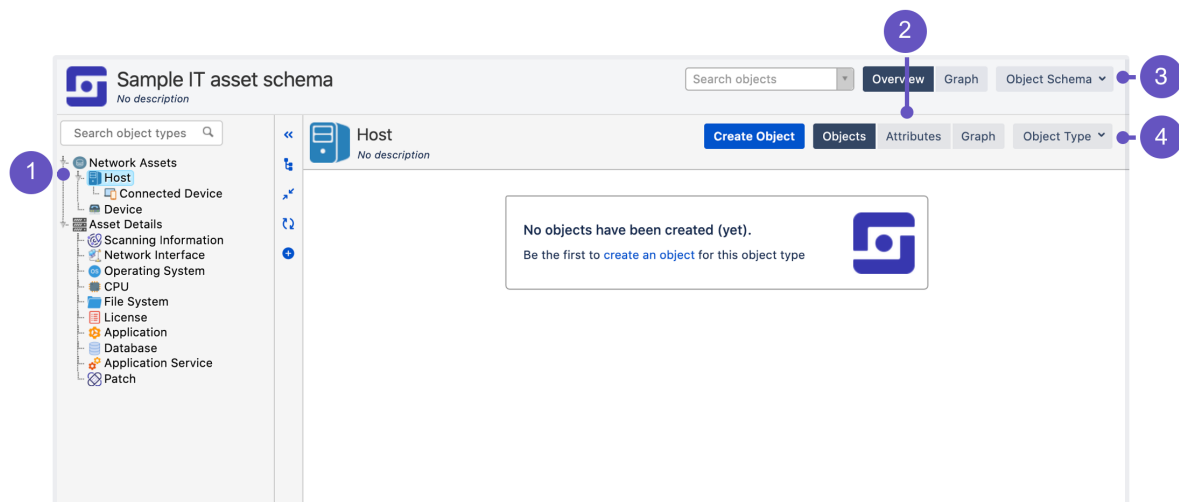 2
Sample IT asset schema
No description
Search objects
Overview
Graph
Object Schema
3
Search object types
Host
No description
Create Object
Objects
Attributes
Graph
Object Type
4
1
Network Assets
Host
Connected Device
Device
Asset Details
Scanning Information
Network Interface
OS Operating System
CPU
File System
License
Application
Database
Application Service
Patch
No objects have been created (yet).
Be the first to create an object for this object type